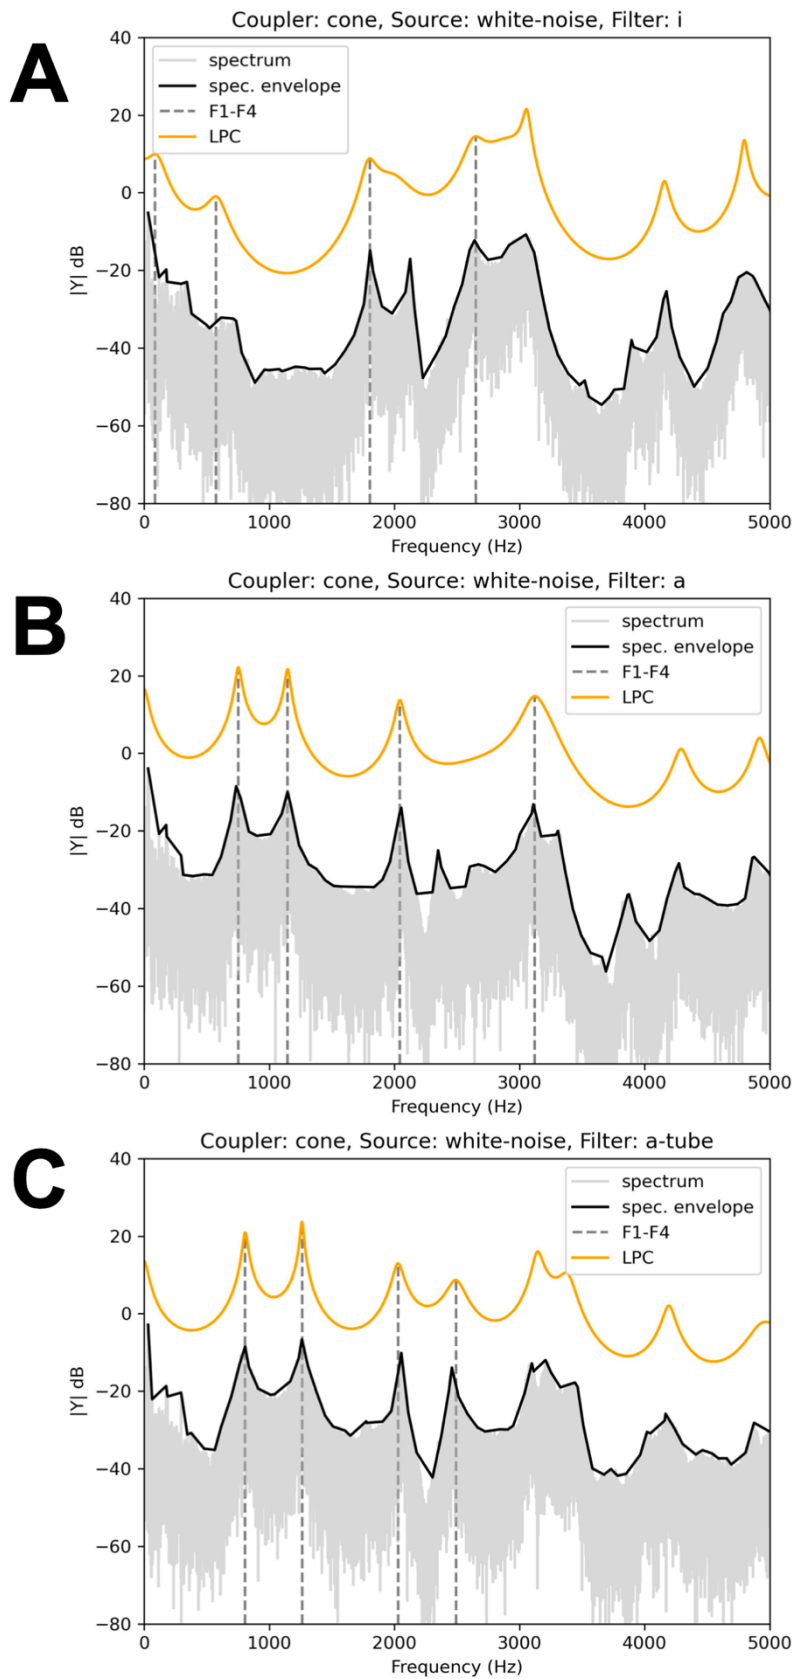 A
Coupler: cone, Source: white-noise, Filter: i
40
20
0
−20
−40
−60
−80
|Y| dB
spectrum
spec. envelope
F1-F4
LPC
0 1000 2000 3000 4000 5000
Frequency (Hz)
B
Coupler: cone, Source: white-noise, Filter: a
40
20
0
−20
−40
−60
−80
|Y| dB
spectrum
spec. envelope
F1-F4
LPC
0 1000 2000 3000 4000 5000
Frequency (Hz)
C
Coupler: cone, Source: white-noise, Filter: a-tube
40
20
0
−20
−40
−60
−80
|Y| dB
spectrum
spec. envelope
F1-F4
LPC
0 1000 2000 3000 4000 5000
Frequency (Hz)